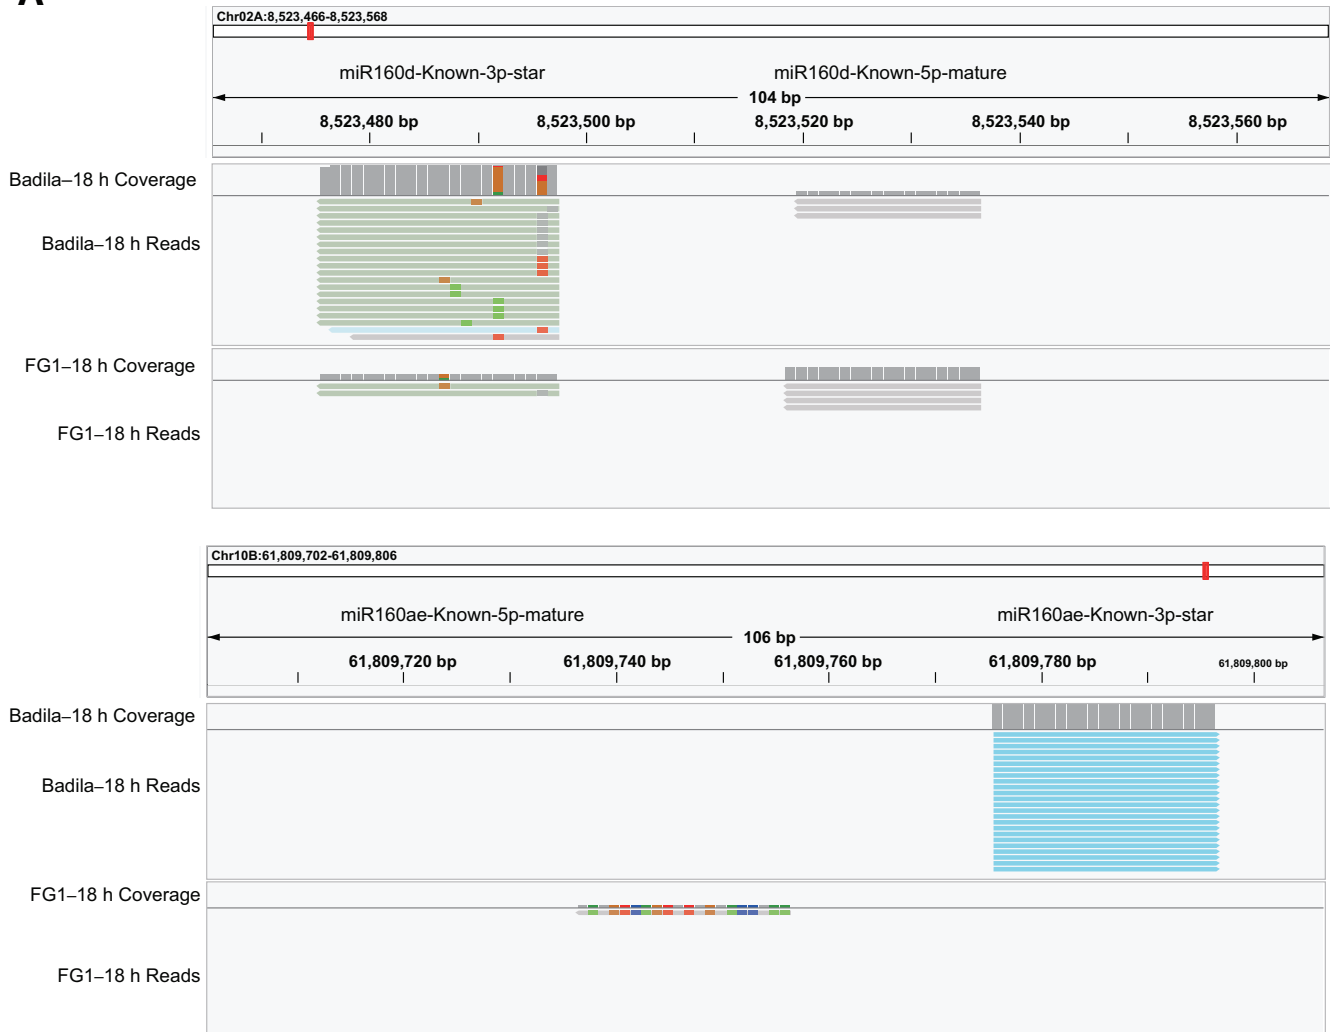 A
Chr02A:8,523,466-8,523,568
miR160d-Known-3p-star miR160d-Known-5p-mature
104 bp
8,523,480 bp 8,523,500 bp 8,523,520 bp 8,523,540 bp 8,523,560 bp
Badila–18 h Coverage
Badila–18 h Reads
FG1–18 h Coverage
FG1–18 h Reads
Chr10B:61,809,702-61,809,806
miR160ae-Known-5p-mature miR160ae-Known-3p-star
106 bp
61,809,720 bp 61,809,740 bp 61,809,760 bp 61,809,780 bp 61,809,800 bp
Badila–18 h Coverage
Badila–18 h Reads
FG1–18 h Coverage
FG1–18 h Reads